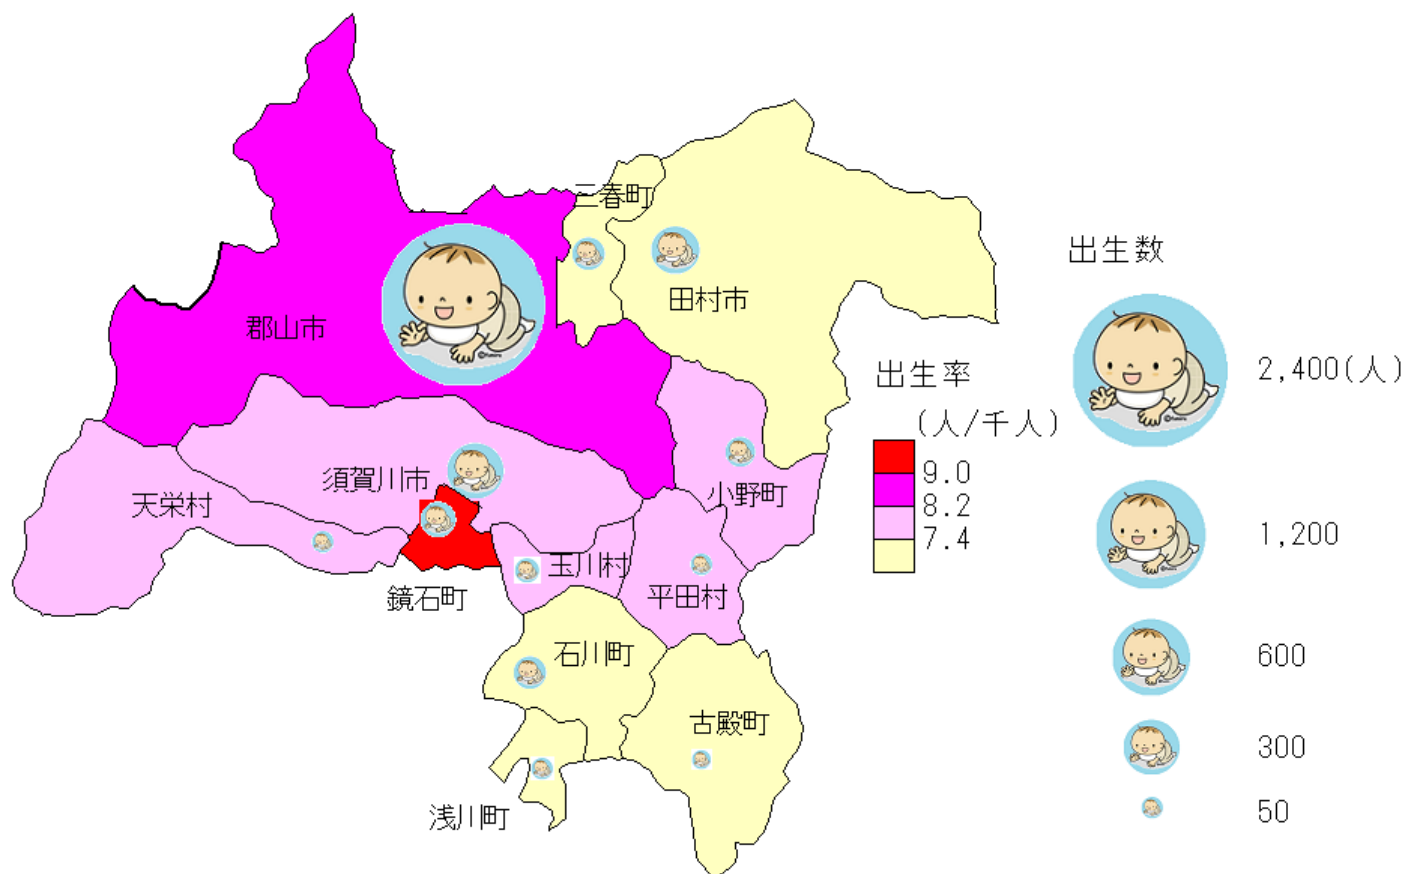 三春町
田村市
郡山市
須賀川市
天栄村
小野町
玉川村
平田村
鏡石町
石川町
古殿町
浅川町
出生率
(人/千人)
9.0
8.2
7.4
出生数
2,400(人)
1,200
600
300
50